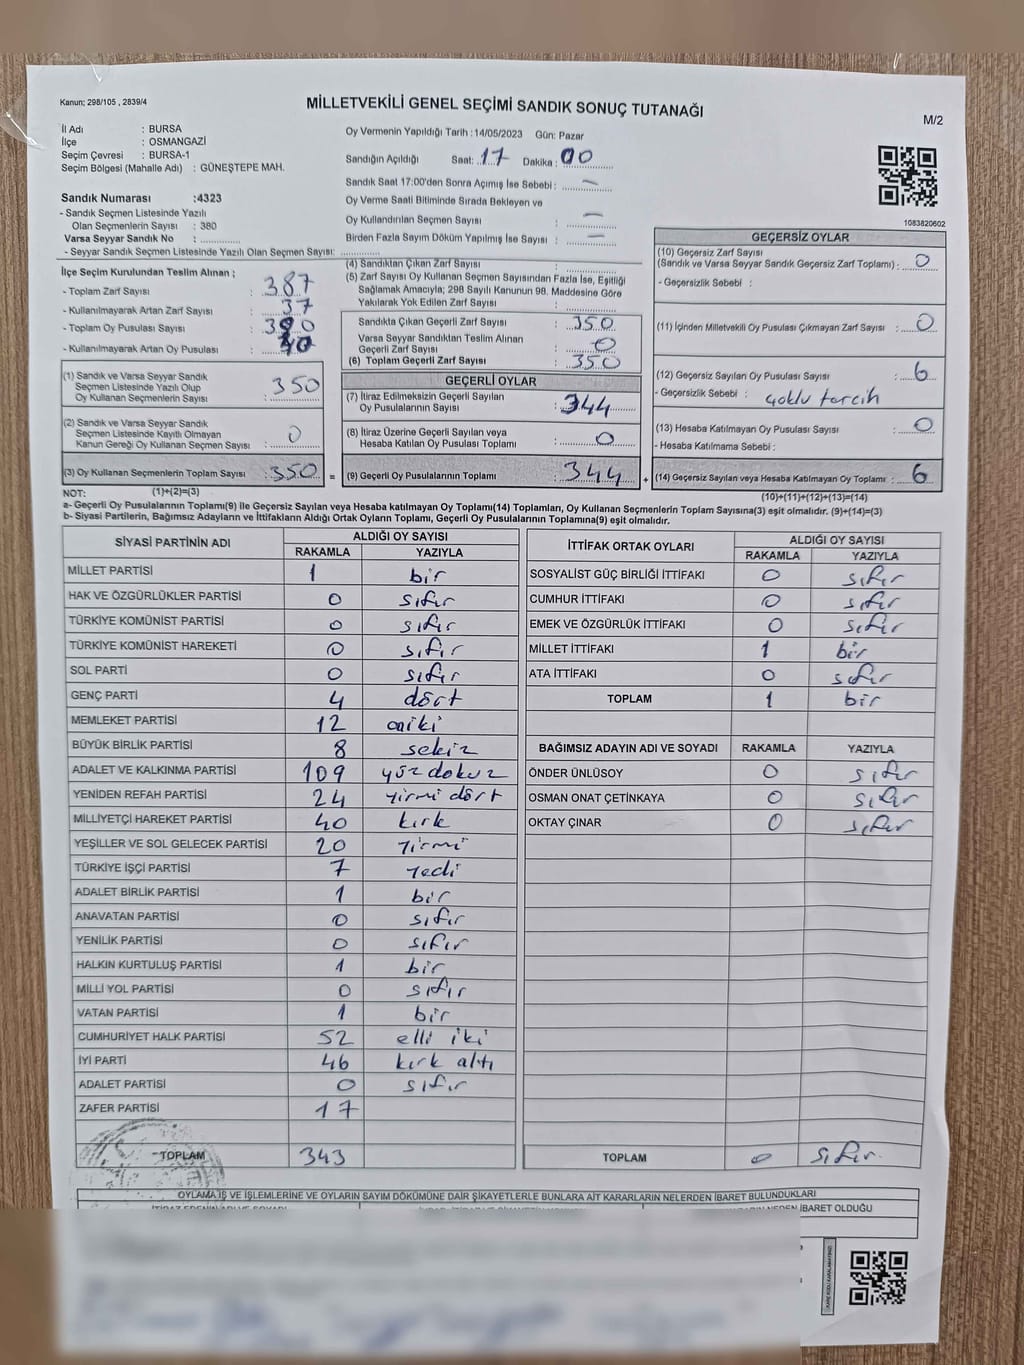 Kanun; 298/105 , 2839/4
MİLLETVEKİLİ GENEL SEÇİMİ SANDIK SONUÇ TUTANAĞI
M/2
İl Adı : BURSA
İlçe : OSMANGAZİ
Seçim Çevresi : BURSA-1
Seçim Bölgesi (Mahalle Adı) : GÜNEŞTEPE MAH.
Oy Vermenin Yapıldığı Tarih :14/05/2023 Gün: Pazar
Sandığın Açıldığı Saat: 17 Dakika : 00
Sandık Saat 17:00'den Sonra Açımış İse Sebebi : —
Oy Verme Saati Bitiminde Sırada Bekleyen ve
Oy Kullandırılan Seçmen Sayısı : —
Birden Fazla Sayım Döküm Yapılmış İse Sayısı : —
1083820602
Sandık Numarası :4323
- Sandık Seçmen Listesinde Yazılı
Olan Seçmenlerin Sayısı : 380
Varsa Seyyar Sandık No :
- Seyyar Sandık Seçmen Listesinde Yazılı Olan Seçmen Sayısı:
İlçe Seçim Kurulundan Teslim Alınan ;
- Toplam Zarf Sayısı : 387
- Kullanılmayarak Artan Zarf Sayısı : 37
- Toplam Oy Pusulası Sayısı : 390
- Kullanılmayarak Artan Oy Pusulası : 40
(1) Sandık ve Varsa Seyyar Sandık
Seçmen Listesinde Yazılı Olup
Oy Kullanan Seçmenlerin Sayısı : 350
(2) Sandık ve Varsa Seyyar Sandık
Seçmen Listesinde Kayıtlı Olmayan
Kanun Gereği Oy Kullanan Seçmen Sayısı : 0
(3) Oy Kullanan Seçmenlerin Toplam Sayısı : 350
(4) Sandıktan Çıkan Zarf Sayısı :
(5) Zarf Sayısı Oy Kullanan Seçmen Sayısından Fazla İse, Eşitliği
Sağlamak Amacıyla; 298 Sayılı Kanunun 98. Maddesine Göre
Yakılarak Yok Edilen Zarf Sayısı :
Sandıkta Çıkan Geçerli Zarf Sayısı : 350
Varsa Seyyar Sandıktan Teslim Alınan
Geçerli Zarf Sayısı : 0
(6) Toplam Geçerli Zarf Sayısı : 350
GEÇERLİ OYLAR
(7) İtiraz Edilmeksizin Geçerli Sayılan
Oy Pusulalarının Sayısı : 344
(8) İtiraz Üzerine Geçerli Sayılan veya
Hesaba Katılan Oy Pusulası Toplamı : 0
= (9) Geçerli Oy Pusulalarının Toplamı : 344
GEÇERSİZ OYLAR
(10) Geçersiz Zarf Sayısı
(Sandık ve Varsa Seyyar Sandık Geçersiz Zarf Toplamı) : 0
- Geçersizlik Sebebi :
(11) İçinden Milletvekili Oy Pusulası Çıkmayan Zarf Sayısı : 0
(12) Geçersiz Sayılan Oy Pusulası Sayısı : 6
- Geçersizlik Sebebi : çoklu tercih
(13) Hesaba Katılmayan Oy Pusulası Sayısı : 0
- Hesaba Katılmama Sebebi :
+ (14) Geçersiz Sayılan veya Hesaba Katılmayan Oy Toplamı : 6
NOT: (1)+(2)=(3)
(10)+(11)+(12)+(13)=(14)
a- Geçerli Oy Pusulalarının Toplamı(9) ile Geçersiz Sayılan veya Hesaba katılmayan Oy Toplamı(14) Toplamları, Oy Kullanan Seçmenlerin Toplam Sayısına(3) eşit olmalıdır. (9)+(14)=(3)
b- Siyasi Partilerin, Bağımsız Adayların ve İttifakların Aldığı Ortak Oyların Toplamı, Geçerli Oy Pusulalarının Toplamına(9) eşit olmalıdır.
SİYASİ PARTİNİN ADI ALDIĞI OY SAYISI
RAKAMLA YAZIYLA
MİLLET PARTİSİ 1 bir
HAK VE ÖZGÜRLÜKLER PARTİSİ 0 sıfır
TÜRKİYE KOMÜNİST PARTİSİ 0 sıfır
TÜRKİYE KOMÜNİST HAREKETİ 0 sıfır
SOL PARTİ 0 sıfır
GENÇ PARTİ 4 dört
MEMLEKET PARTİSİ 12 oniki
BÜYÜK BİRLİK PARTİSİ 8 sekiz
ADALET VE KALKINMA PARTİSİ 109 yüz dokuz
YENİDEN REFAH PARTİSİ 24 yirmi dört
MİLLİYETÇİ HAREKET PARTİSİ 40 kırk
YEŞİLLER VE SOL GELECEK PARTİSİ 20 yirmi
TÜRKİYE İŞÇİ PARTİSİ 7 yedi
ADALET BİRLİK PARTİSİ 1 bir
ANAVATAN PARTİSİ 0 sıfır
YENİLİK PARTİSİ 0 sıfır
HALKIN KURTULUŞ PARTİSİ 1 bir
MİLLİ YOL PARTİSİ 0 sıfır
VATAN PARTİSİ 1 bir
CUMHURİYET HALK PARTİSİ 52 elli iki
İYİ PARTİ 46 kırk altı
ADALET PARTİSİ 0 sıfır
ZAFER PARTİSİ 17
TOPLAM 343
İTTİFAK ORTAK OYLARI ALDIĞI OY SAYISI
RAKAMLA YAZIYLA
SOSYALİST GÜÇ BİRLİĞİ İTTİFAKI 0 sıfır
CUMHUR İTTİFAKI 0 sıfır
EMEK VE ÖZGÜRLÜK İTTİFAKI 0 sıfır
MİLLET İTTİFAKI 1 bir
ATA İTTİFAKI 0 sıfır
TOPLAM 1 bir
BAĞIMSIZ ADAYIN ADI VE SOYADI RAKAMLA YAZIYLA
ÖNDER ÜNLÜSOY 0 sıfır
OSMAN ONAT ÇETİNKAYA 0 sıfır
OKTAY ÇINAR 0 sıfır
TOPLAM 0 sıfır
OYLAMA İŞ VE İŞLEMLERİNE VE OYLARIN SAYIM DÖKÜMÜNE DAİR ŞİKAYETLERLE BUNLARA AİT KARARLARIN NELERDEN İBARET BULUNDUKLARI
İBARET OLDUĞU